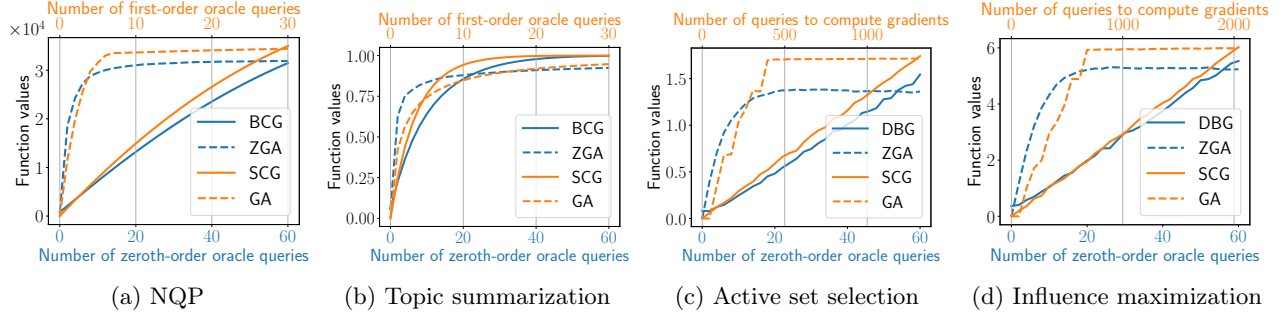 Number of first-order oracle queries
0 10 20 30
×10⁴
Function values
3
2
1
0
BCG
ZGA
SCG
GA
0 20 40 60
Number of zeroth-order oracle queries
(a) NQP
Number of first-order oracle queries
0 10 20 30
Function values
1.00
0.75
0.50
0.25
0.00
BCG
ZGA
SCG
GA
0 20 40 60
Number of zeroth-order oracle queries
(b) Topic summarization
Number of queries to compute gradients
0 500 1000
Function values
1.5
1.0
0.5
0.0
DBG
ZGA
SCG
GA
0 20 40 60
Number of zeroth-order oracle queries
(c) Active set selection
Number of queries to compute gradients
0 1000 2000
Function values
6
4
2
0
DBG
ZGA
SCG
GA
0 20 40 60
Number of zeroth-order oracle queries
(d) Influence maximization